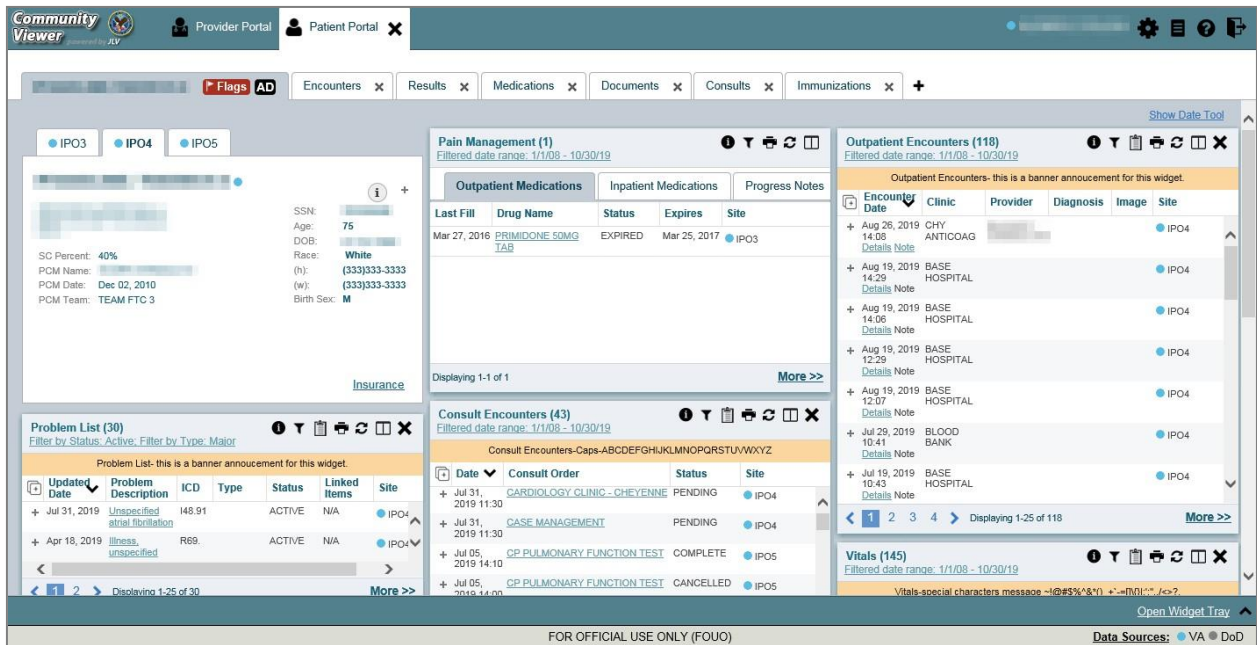 Community Viewer powered by JLV
Provider Portal
Patient Portal
Flags AD
Encounters
Results
Medications
Documents
Consults
Immunizations
Show Date Tool
IPO3
IPO4
IPO5
SSN:
Age: 75
DOB:
SC Percent: 40%
Race: White
PCM Name:
(h): (333)333-3333
PCM Date: Dec 02, 2010
(w): (333)333-3333
PCM Team: TEAM FTC 3
Birth Sex: M
Insurance
Problem List (30)
Filter by Status: Active; Filter by Type: Major
Problem List- this is a banner annoucement for this widget.
Updated Date Problem Description ICD Type Status Linked Items Site
Jul 31, 2019 Unspecified atrial fibrillation I48.91 ACTIVE N/A IPO4
Apr 18, 2019 Illness, unspecified R69. ACTIVE N/A IPO4
1 2 Displaying 1-25 of 30 More >>
Pain Management (1)
Filtered date range: 1/1/08 - 10/30/19
Outpatient Medications Inpatient Medications Progress Notes
Last Fill Drug Name Status Expires Site
Mar 27, 2016 PRIMIDONE 50MG TAB EXPIRED Mar 25, 2017 IPO3
Displaying 1-1 of 1 More >>
Consult Encounters (43)
Filtered date range: 1/1/08 - 10/30/19
Consult Encounters-Caps-ABCDEFGHIJKLMNOPQRSTUVWXYZ
Date Consult Order Status Site
Jul 31, 2019 11:30 CARDIOLOGY CLINIC - CHEYENNE PENDING IPO4
Jul 31, 2019 11:30 CASE MANAGEMENT PENDING IPO4
Jul 05, 2019 14:10 CP PULMONARY FUNCTION TEST COMPLETE IPO5
Jul 05, 2019 14:00 CP PULMONARY FUNCTION TEST CANCELLED IPO5
Outpatient Encounters (118)
Filtered date range: 1/1/08 - 10/30/19
Outpatient Encounters- this is a banner annoucement for this widget.
Encounter Date Clinic Provider Diagnosis Image Site
Aug 26, 2019 14:08 CHY ANTICOAG IPO4
Details Note
Aug 19, 2019 14:29 BASE HOSPITAL IPO4
Details Note
Aug 19, 2019 14:06 BASE HOSPITAL IPO4
Details Note
Aug 19, 2019 12:29 BASE HOSPITAL IPO4
Details Note
Aug 19, 2019 12:07 BASE HOSPITAL IPO4
Details Note
Jul 29, 2019 10:41 BLOOD BANK IPO4
Details Note
Jul 19, 2019 10:43 BASE HOSPITAL IPO4
Details Note
1 2 3 4 Displaying 1-25 of 118 More >>
Vitals (145)
Filtered date range: 1/1/08 - 10/30/19
Vitals-special characters message
Open Widget Tray
FOR OFFICIAL USE ONLY (FOUO)
Data Sources: VA DoD